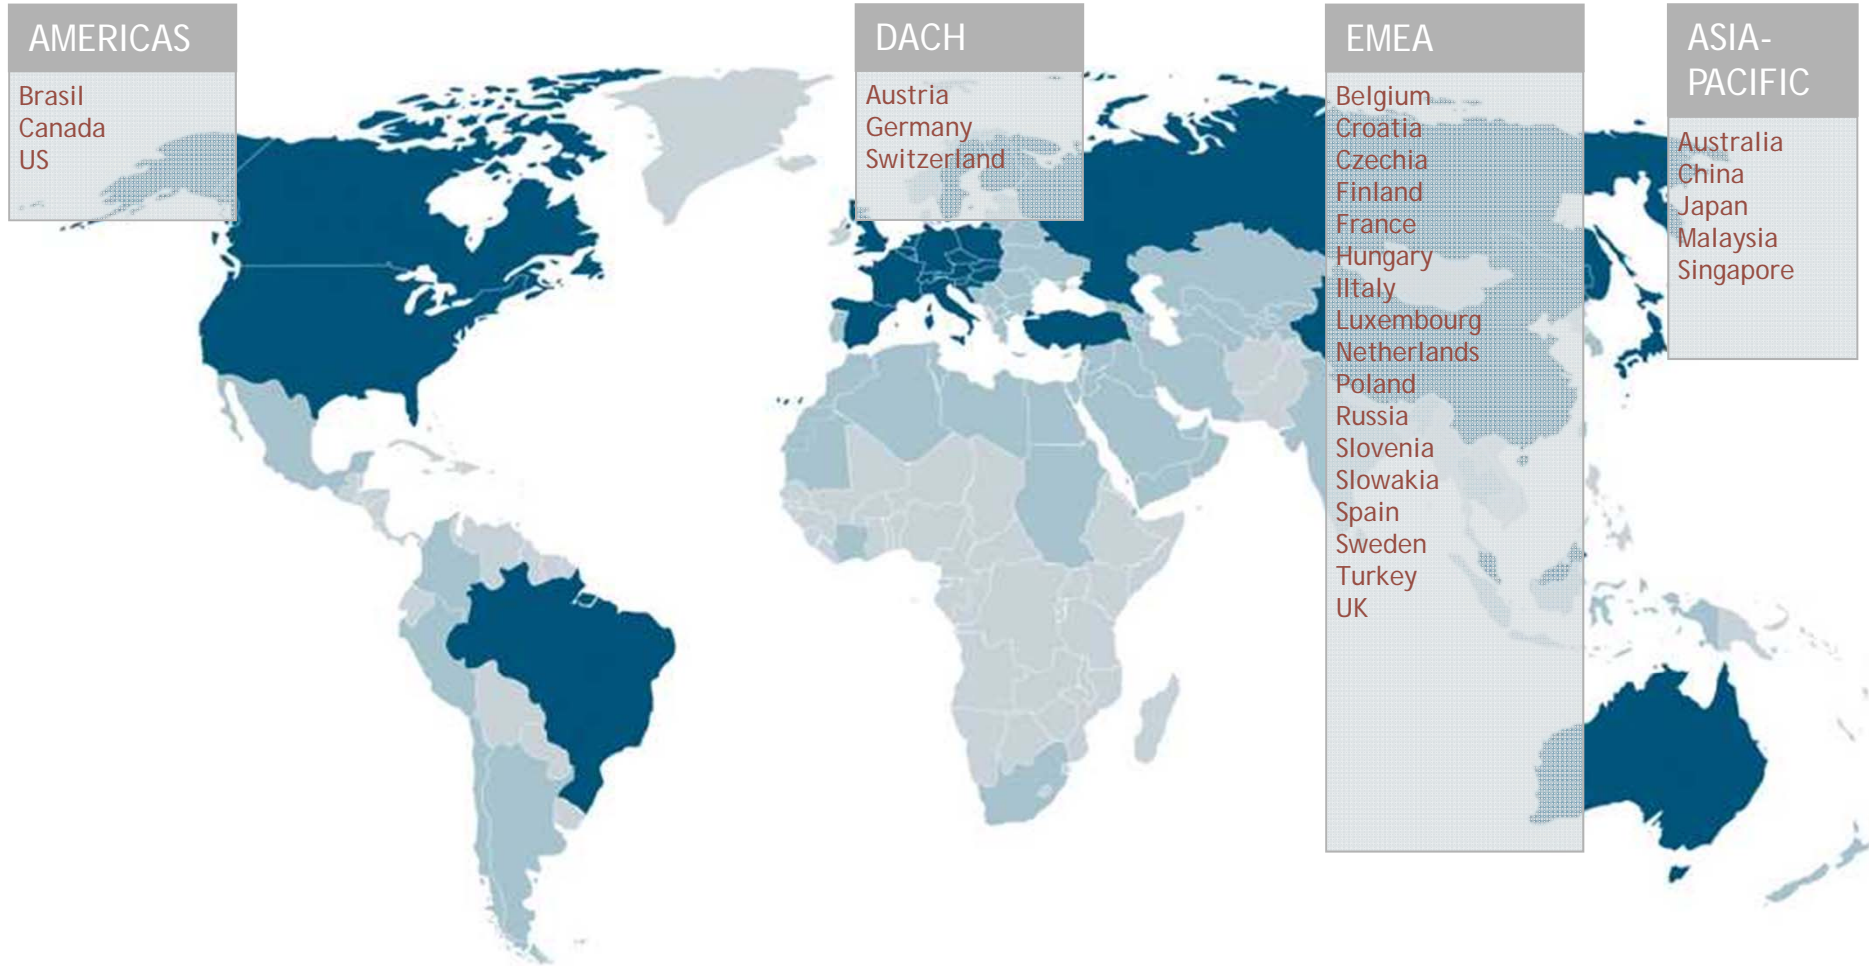 AMERICAS
Brasil
Canada
US
DACH
Austria
Germany
Switzerland
EMEA
Belgium
Croatia
Czechia
Finland
France
Hungary
IItaly
Luxembourg
Netherlands
Poland
Russia
Slovenia
Slowakia
Spain
Sweden
Turkey
UK
ASIA-
PACIFIC
Australia
China
Japan
Malaysia
Singapore